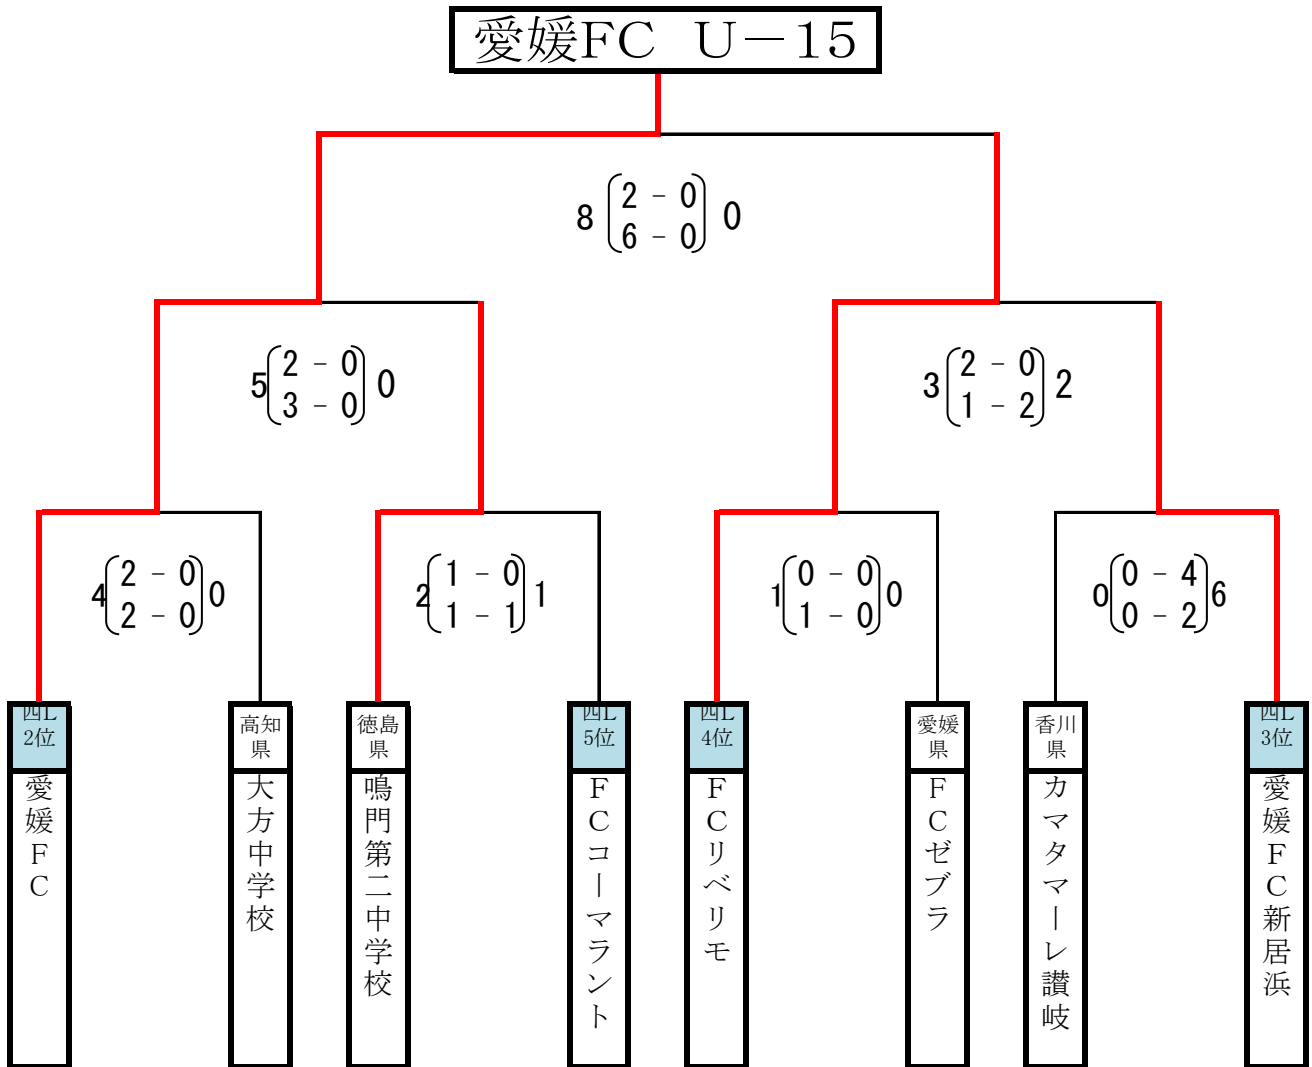 愛媛FC U－15
8 2 - 0 0
6 - 0
5 2 - 0 0
3 - 0
3 2 - 0 2
1 - 2
4 2 - 0 0
2 - 0
2 1 - 0 1
1 - 1
1 0 - 0 0
1 - 0
0 0 - 4 6
0 - 2
四L
2位
愛媛FC
高知
県
大方中学校
徳島
県
鳴門第二中学校
四L
5位
FCコーマラント
四L
4位
FCリベリモ
愛媛
県
FCゼブラ
香川
県
カマタマーレ讃岐
四L
3位
愛媛FC新居浜